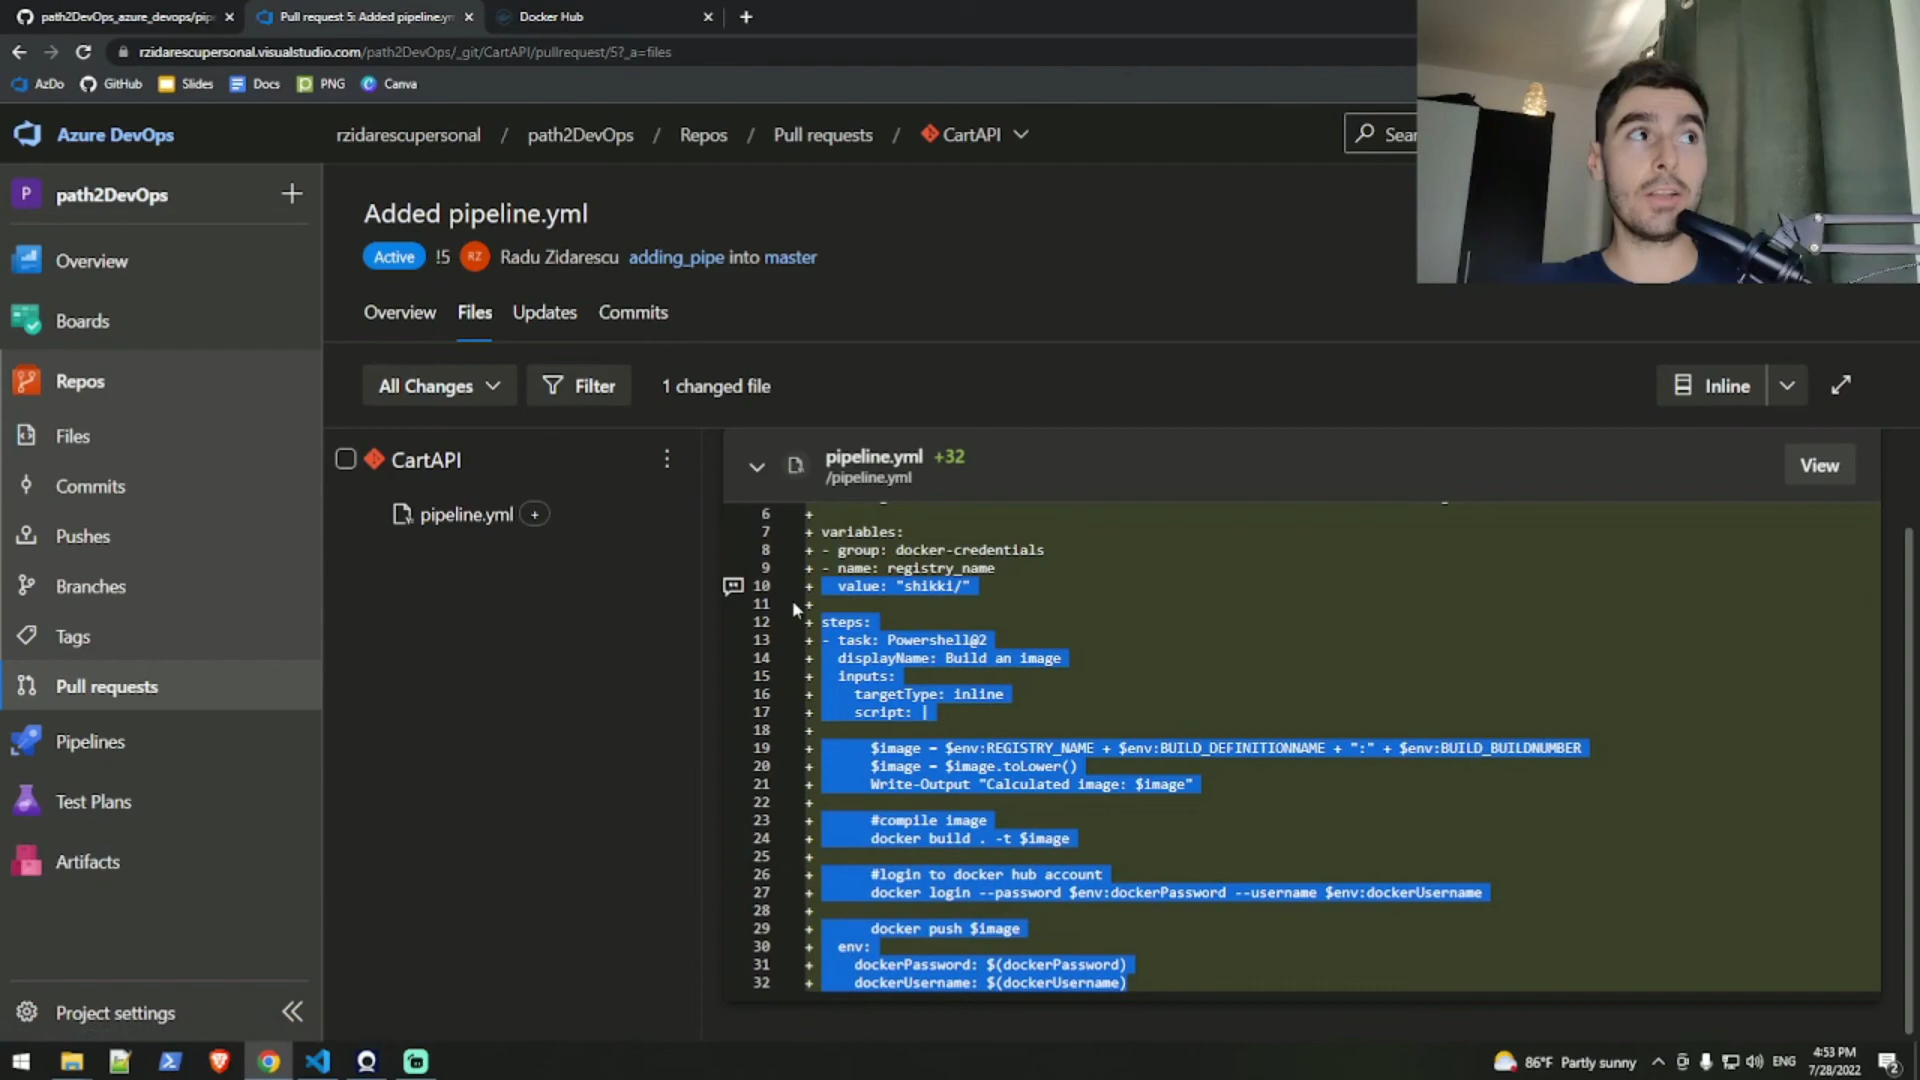 path2DevOps_azure_devops/pip
Pull request 5: Added pipeline.ym
Docker Hub
rzidarescupersonal.visualstudio.com/path2DevOps/_git/CartAPI/pullrequest/5?_a=files
AzDo
GitHub
Slides
Docs
PNG
Canva
Azure DevOps
rzidarescupersonal / path2DevOps / Repos / Pull requests / CartAPI
Sear
P
path2DevOps
Added pipeline.yml
Active !5 RZ Radu Zidarescu adding_pipe into master
Overview
Overview Files Updates Commits
Boards
Repos
All Changes
Filter
1 changed file
Inline
Files
Commits
Pushes
Branches
Tags
Pull requests
Pipelines
Test Plans
Artifacts
Project settings
CartAPI
pipeline.yml +
pipeline.yml +32
/pipeline.yml
View
6 +
7 + variables:
8 + - group: docker-credentials
9 + - name: registry_name
10 + value: "shikki/"
11 +
12 + steps:
13 + - task: Powershell@2
14 + displayName: Build an image
15 + inputs:
16 + targetType: inline
17 + script: |
18 +
19 + $image = $env:REGISTRY_NAME + $env:BUILD_DEFINITIONNAME + ":" + $env:BUILD_BUILDNUMBER
20 + $image = $image.toLower()
21 + Write-Output "Calculated image: $image"
22 +
23 + #compile image
24 + docker build . -t $image
25 +
26 + #login to docker hub account
27 + docker login --password $env:dockerPassword --username $env:dockerUsername
28 +
29 + docker push $image
30 + env:
31 + dockerPassword: $(dockerPassword)
32 + dockerUsername: $(dockerUsername)
86°F Partly sunny
ENG
4:53 PM
7/28/2022
2